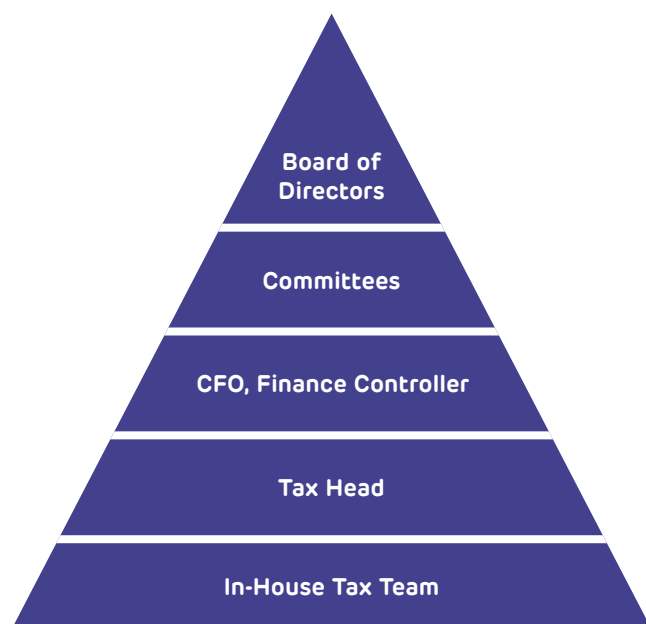 Board of
Directors
Committees
CFO, Finance Controller
Tax Head
In-House Tax Team